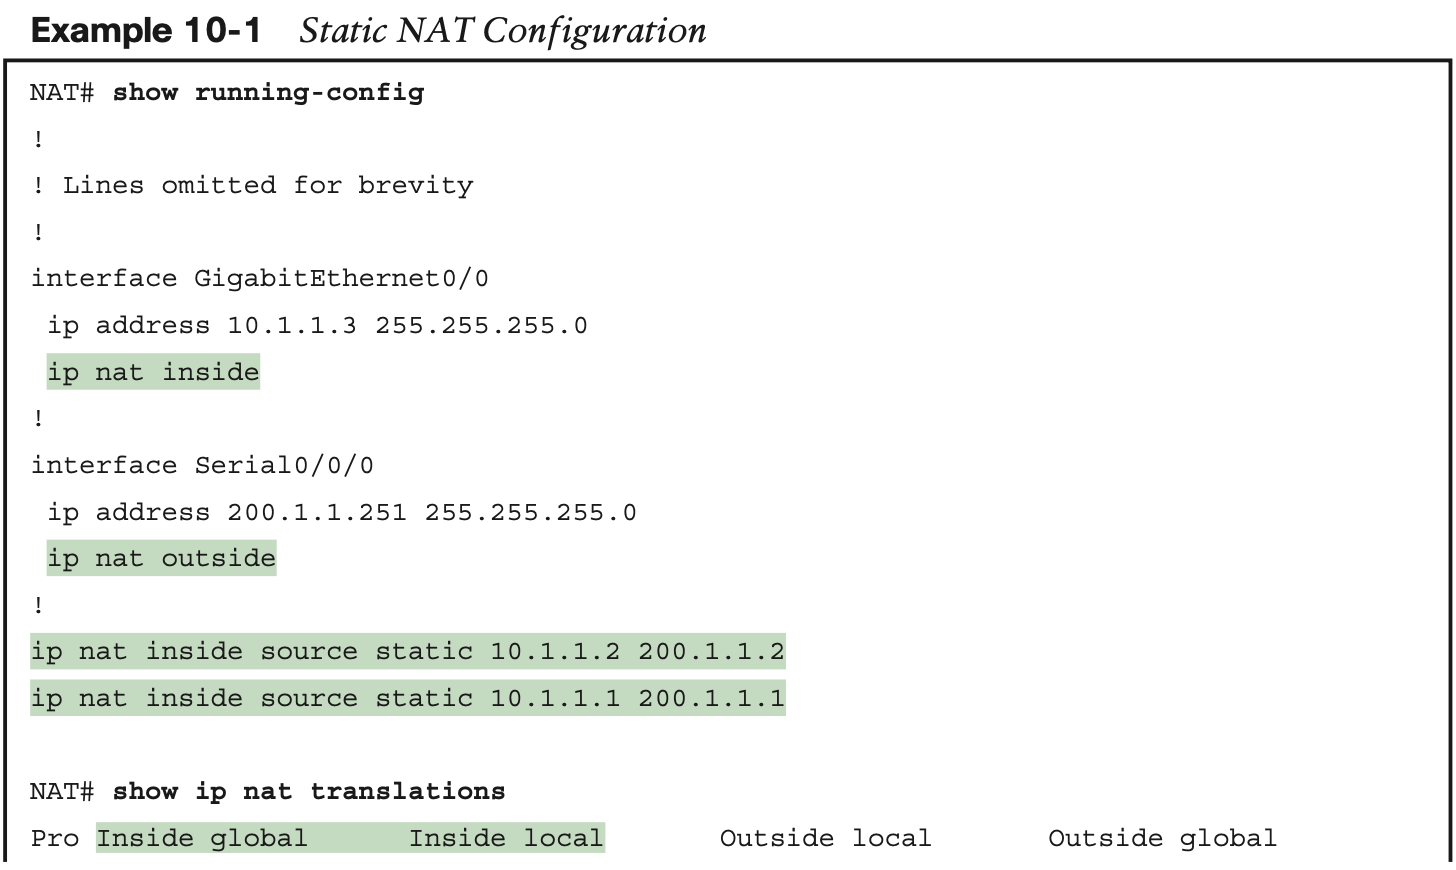 Example 10-1 Static NAT Configuration
NAT# show running-config
!
! Lines omitted for brevity
!
interface GigabitEthernet0/0
 ip address 10.1.1.3 255.255.255.0
 ip nat inside
!
interface Serial0/0/0
 ip address 200.1.1.251 255.255.255.0
 ip nat outside
!
ip nat inside source static 10.1.1.2 200.1.1.2
ip nat inside source static 10.1.1.1 200.1.1.1
NAT# show ip nat translations
Pro Inside global Inside local Outside local Outside global